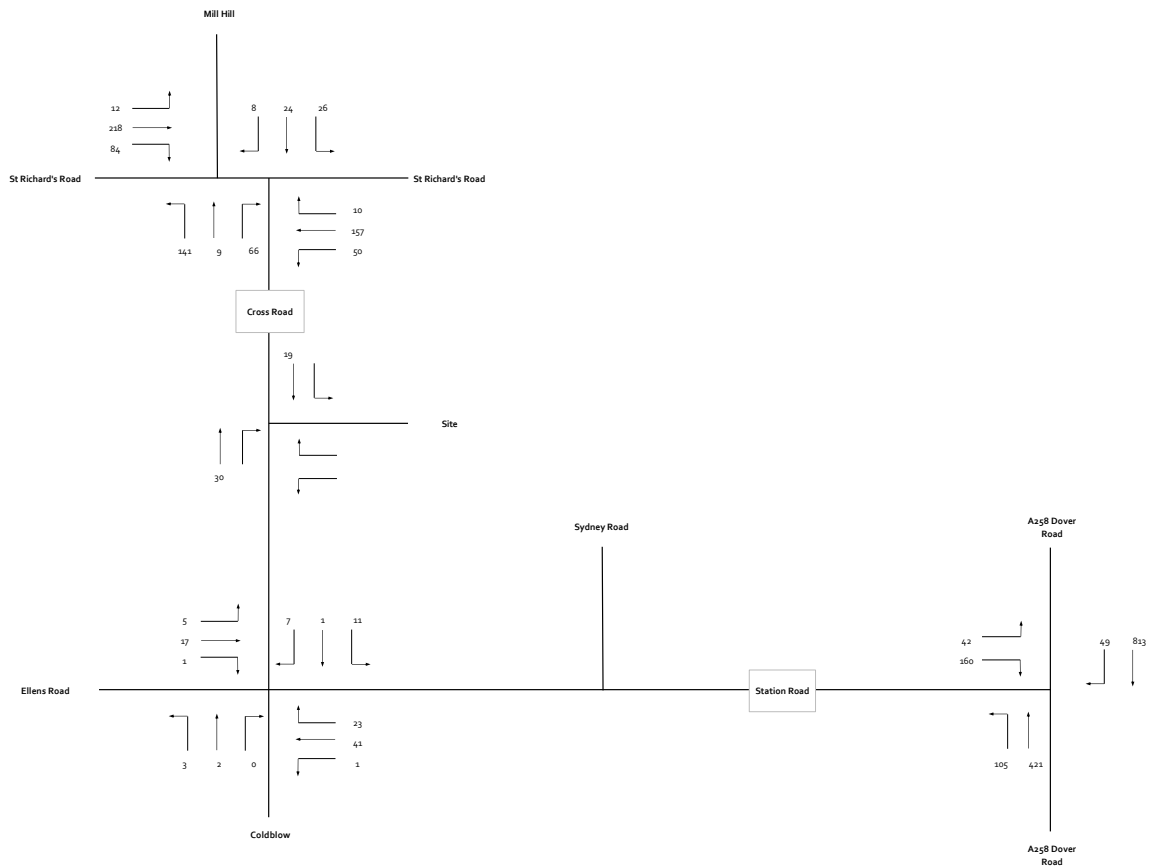 Mill Hill
12
218
84
8 24 26
St Richard's Road
St Richard's Road
141 9 66
10
157
50
Cross Road
19
Site
30
Sydney Road
A258 Dover
Road
5
17
1
7 1 11
42
160
49 813
Ellens Road
Station Road
3 2 0
23
41
1
105 421
Coldblow
A258 Dover
Road